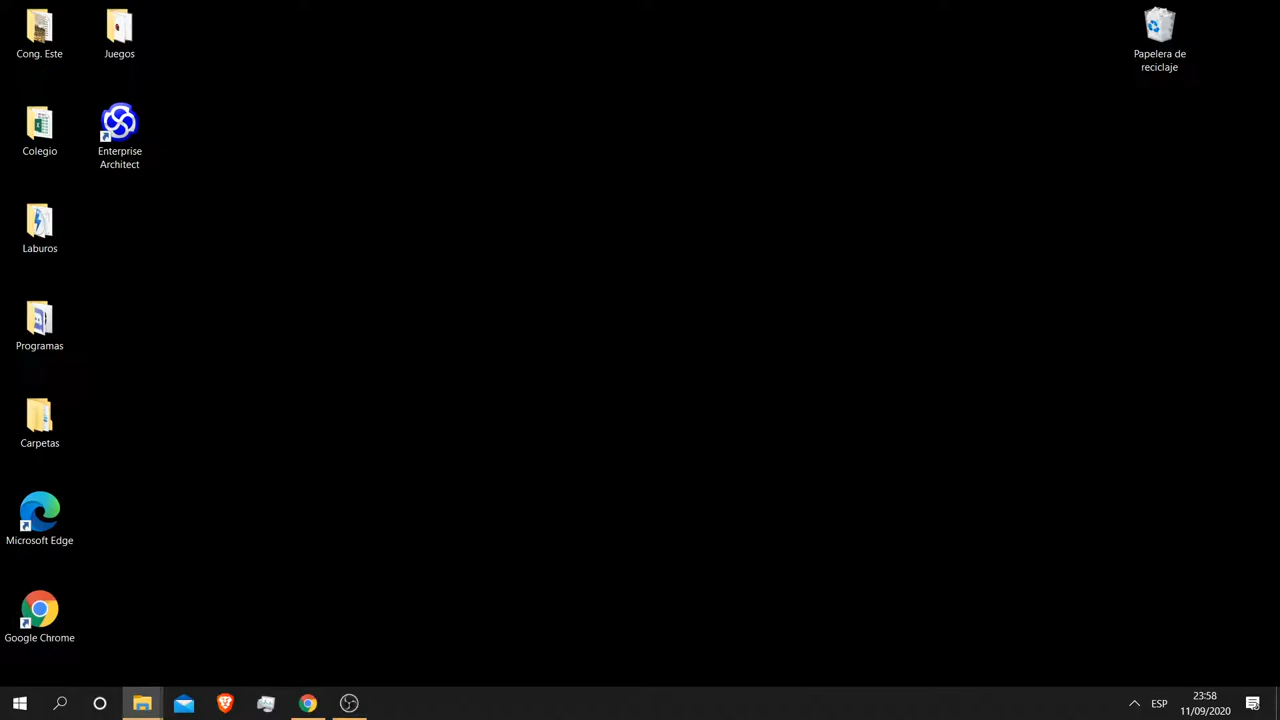 Cong. Este
Juegos
Papelera de
reciclaje
Colegio
Enterprise
Architect
Laburos
Programas
Carpetas
Microsoft Edge
Google Chrome
ESP
23:58
11/09/2020